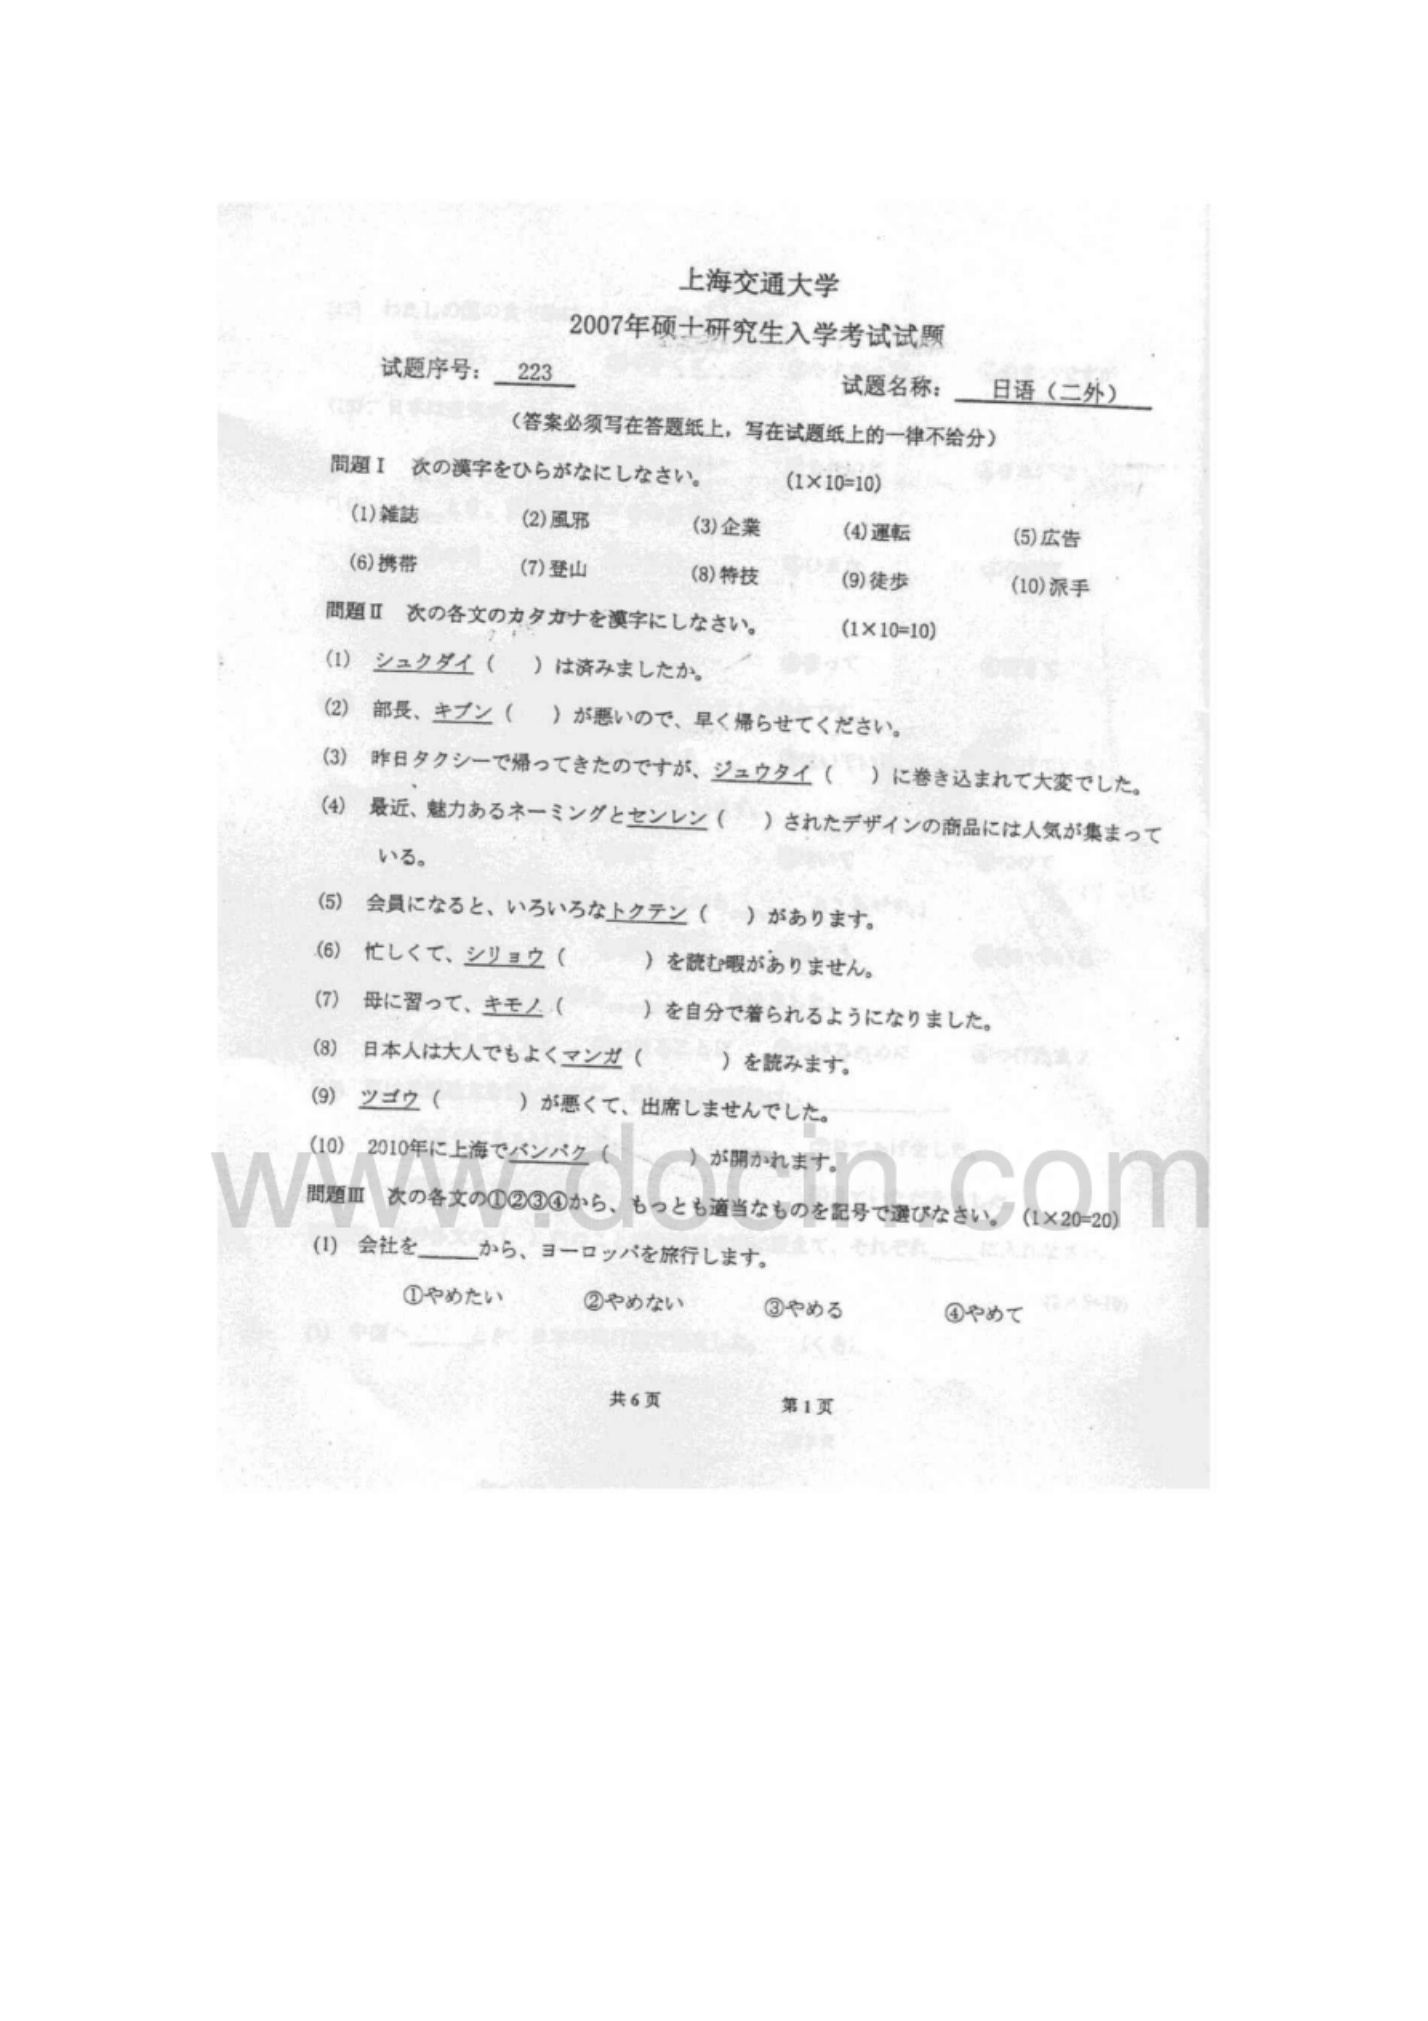 上海交通大学
2007年硕士研究生入学考试试题
试题序号： 223 试题名称： 日语（二外）
（答案必须写在答题纸上，写在试题纸上的一律不给分）
問題Ⅰ 次の漢字をひらがなにしなさい。 (1×10=10)
(1)雑誌 (2)風邪 (3)企業 (4)運転 (5)広告
(6)携帯 (7)登山 (8)特技 (9)徒歩 (10)派手
問題Ⅱ 次の各文のカタカナを漢字にしなさい。 (1×10=10)
(1) シュクダイ（ ）は済みましたか。
(2) 部長、キブン（ ）が悪いので、早く帰らせてください。
(3) 昨日タクシーで帰ってきたのですが、ジュウタイ（ ）に巻き込まれて大変でした。
(4) 最近、魅力あるネーミングとセンレン（ ）されたデザインの商品には人気が集まって
いる。
(5) 会員になると、いろいろなトクテン（ ）があります。
(6) 忙しくて、シリョウ（ ）を読む暇がありません。
(7) 母に習って、キモノ（ ）を自分で着られるようになりました。
(8) 日本人は大人でもよくマンガ（ ）を読みます。
(9) ツゴウ（ ）が悪くて、出席しませんでした。
(10) 2010年に上海でバンパク（ ）が開かれます。
www.docin.com
問題Ⅲ 次の各文の①②③④から、もっとも適当なものを記号で選びなさい。 (1×20=20)
(1) 会社を_____から、ヨーロッパを旅行します。
①やめたい ②やめない ③やめる ④やめて
共 6 页 第 1 页